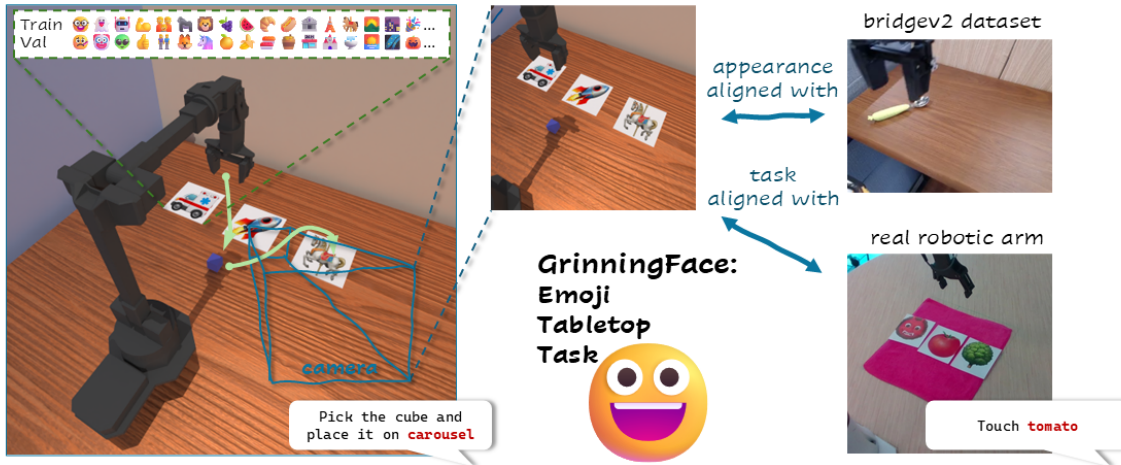 Train ...
Val ...
camera
Pick the cube and
place it on carousel
appearance
aligned with
task
aligned with
GrinningFace:
Emoji
Tabletop
Task
bridgev2 dataset
real robotic arm
Touch tomato